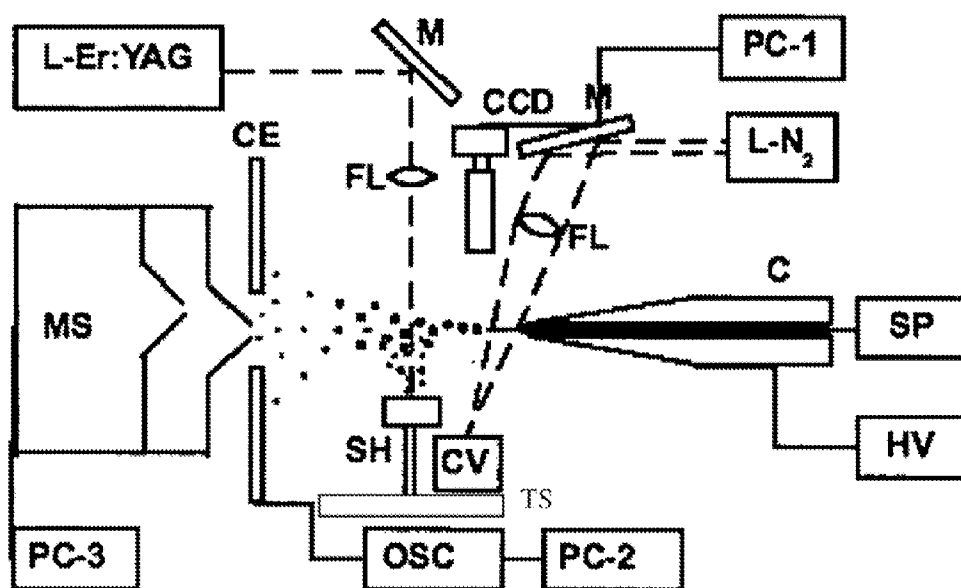 L-Er:YAG
M
PC-1
CCD
M
CE
L-N₂
FL
FL
C
MS
SP
SH
CV
HV
TS
PC-3
OSC
PC-2